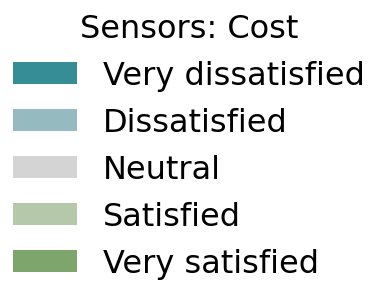 Sensors: Cost
Very dissatisfied
Dissatisfied
Neutral
Satisfied
Very satisfied